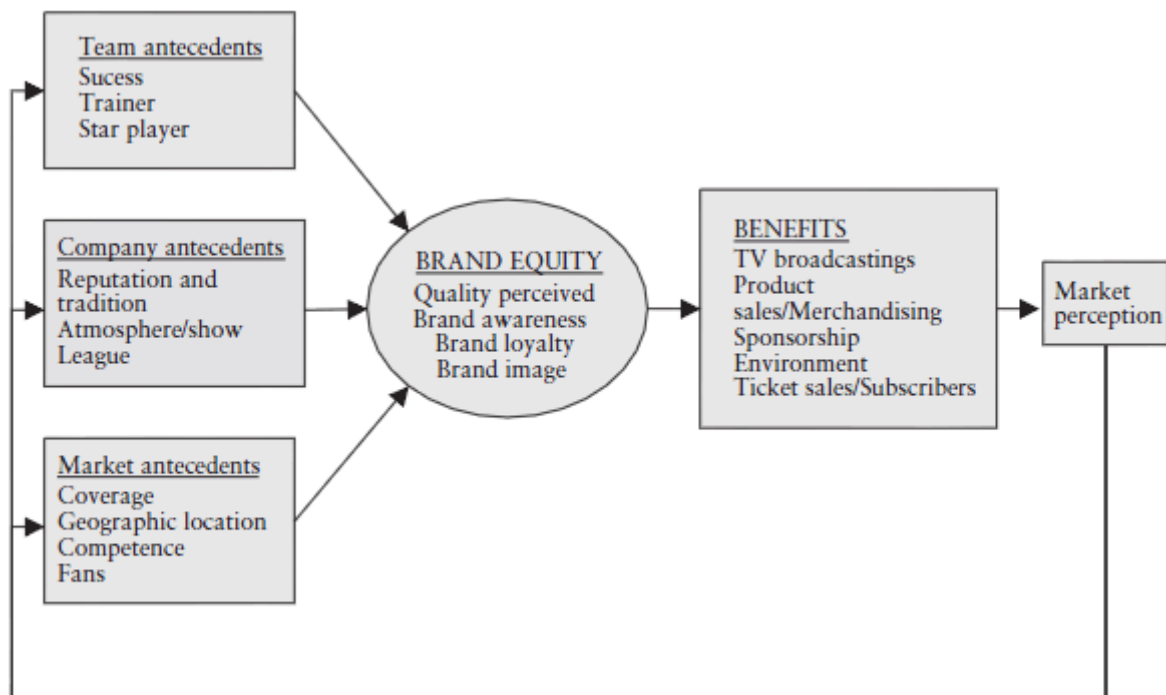 Team antecedents
Sucess
Trainer
Star player
Company antecedents
Reputation and
tradition
Atmosphere/show
League
Market antecedents
Coverage
Geographic location
Competence
Fans
BRAND EQUITY
Quality perceived
Brand awareness
Brand loyalty
Brand image
BENEFITS
TV broadcastings
Product
sales/Merchandising
Sponsorship
Environment
Ticket sales/Subscribers
Market
perception